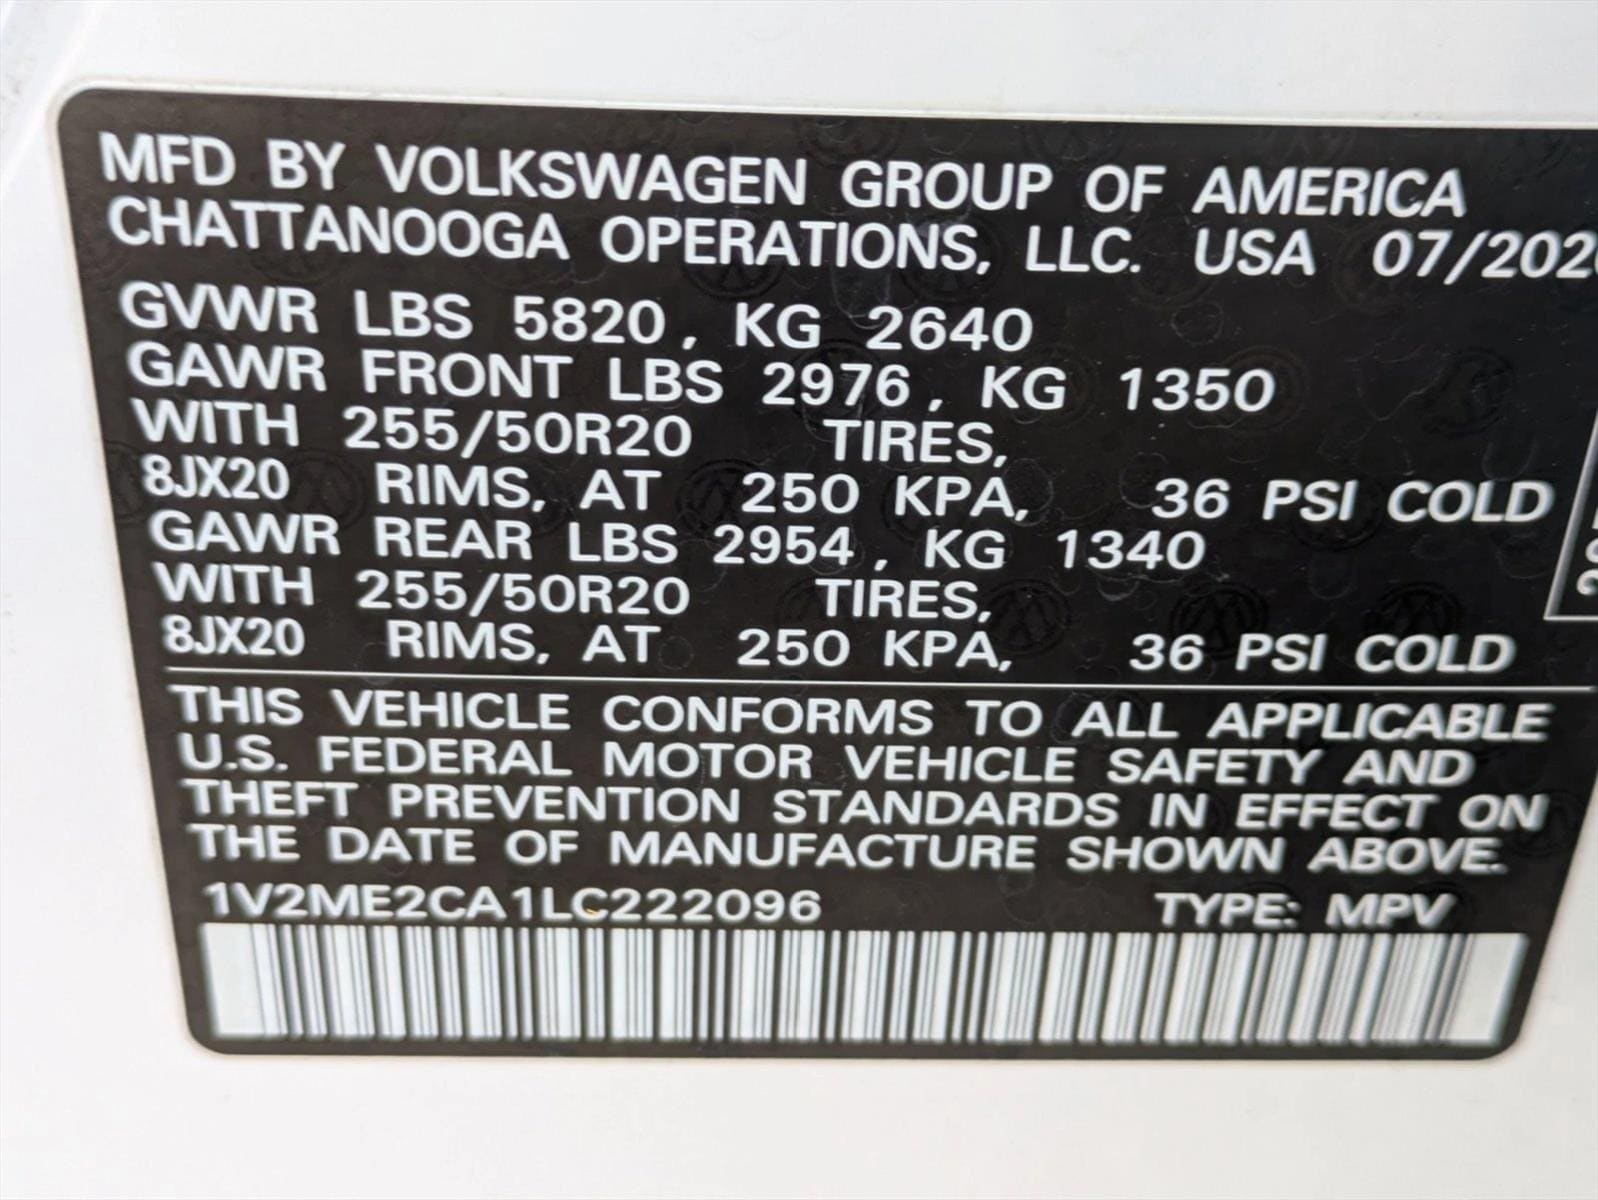 MFD BY VOLKSWAGEN GROUP OF AMERICA
CHATTANOOGA OPERATIONS, LLC. USA 07/2020
GVWR LBS 5820, KG 2640
GAWR FRONT LBS 2976, KG 1350
WITH 255/50R20 TIRES,
8JX20 RIMS, AT 250 KPA, 36 PSI COLD
GAWR REAR LBS 2954, KG 1340
WITH 255/50R20 TIRES,
8JX20 RIMS, AT 250 KPA, 36 PSI COLD
THIS VEHICLE CONFORMS TO ALL APPLICABLE
U.S. FEDERAL MOTOR VEHICLE SAFETY AND
THEFT PREVENTION STANDARDS IN EFFECT ON
THE DATE OF MANUFACTURE SHOWN ABOVE.
1V2ME2CA1LC222096 TYPE: MPV